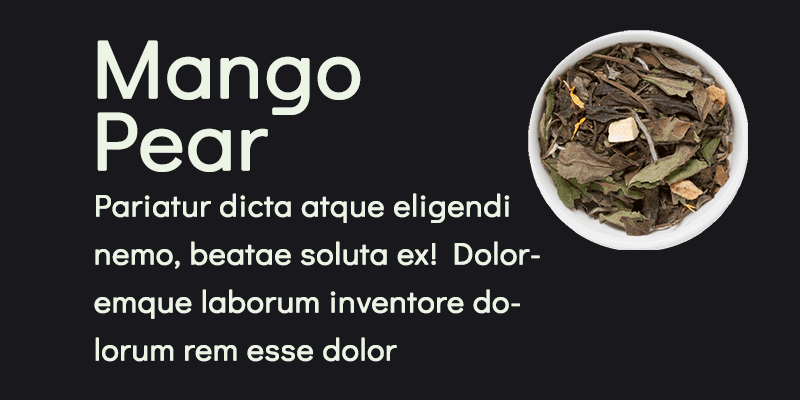 Mango
Pear
Pariatur dicta atque eligendi
nemo, beatae soluta ex!  Dolor-
emque laborum inventore do-
lorum rem esse dolor